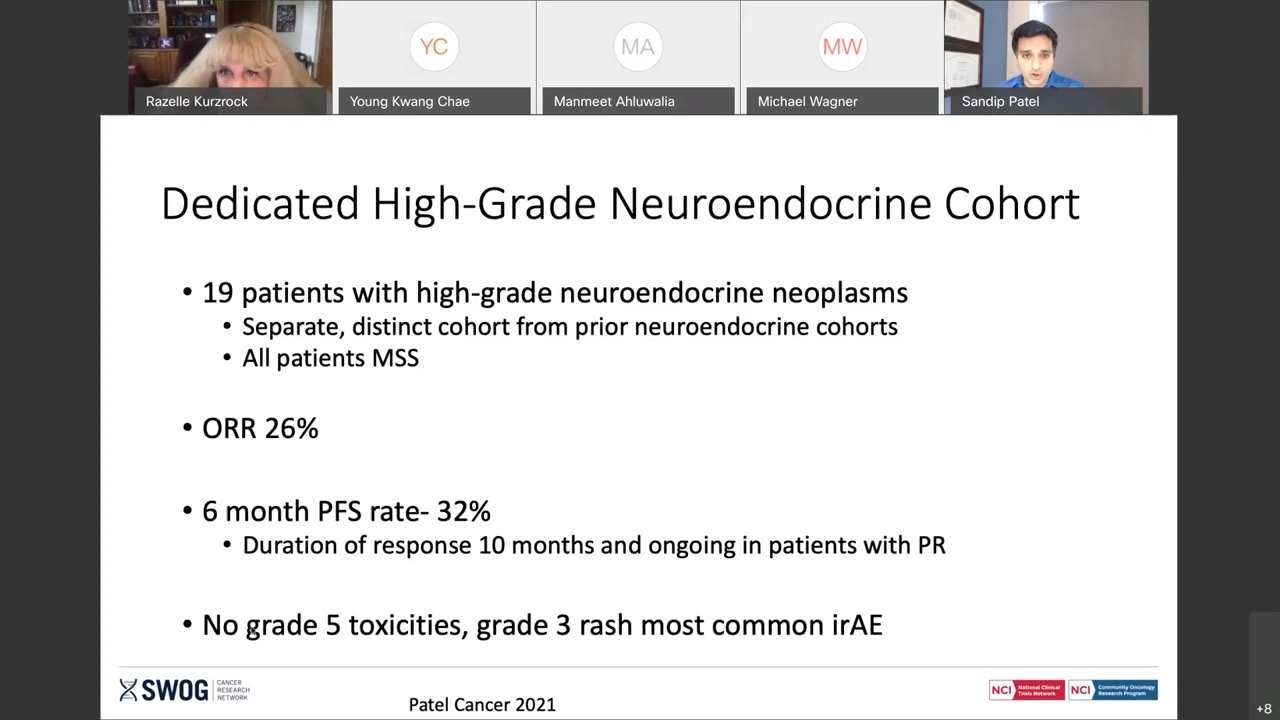 YC
MA
MW
Razelle Kurzrock
Young Kwang Chae
Manmeet Ahluwalia
Michael Wagner
Sandip Patel
Dedicated High-Grade Neuroendocrine Cohort
• 19 patients with high-grade neuroendocrine neoplasms
• Separate, distinct cohort from prior neuroendocrine cohorts
• All patients MSS
• ORR 26%
• 6 month PFS rate- 32%
• Duration of response 10 months and ongoing in patients with PR
• No grade 5 toxicities, grade 3 rash most common irAE
SWOG
CANCER
RESEARCH
NETWORK
Patel Cancer 2021
NCI National Clinical
Trials Network
NCI Community Oncology
Research Program
+8